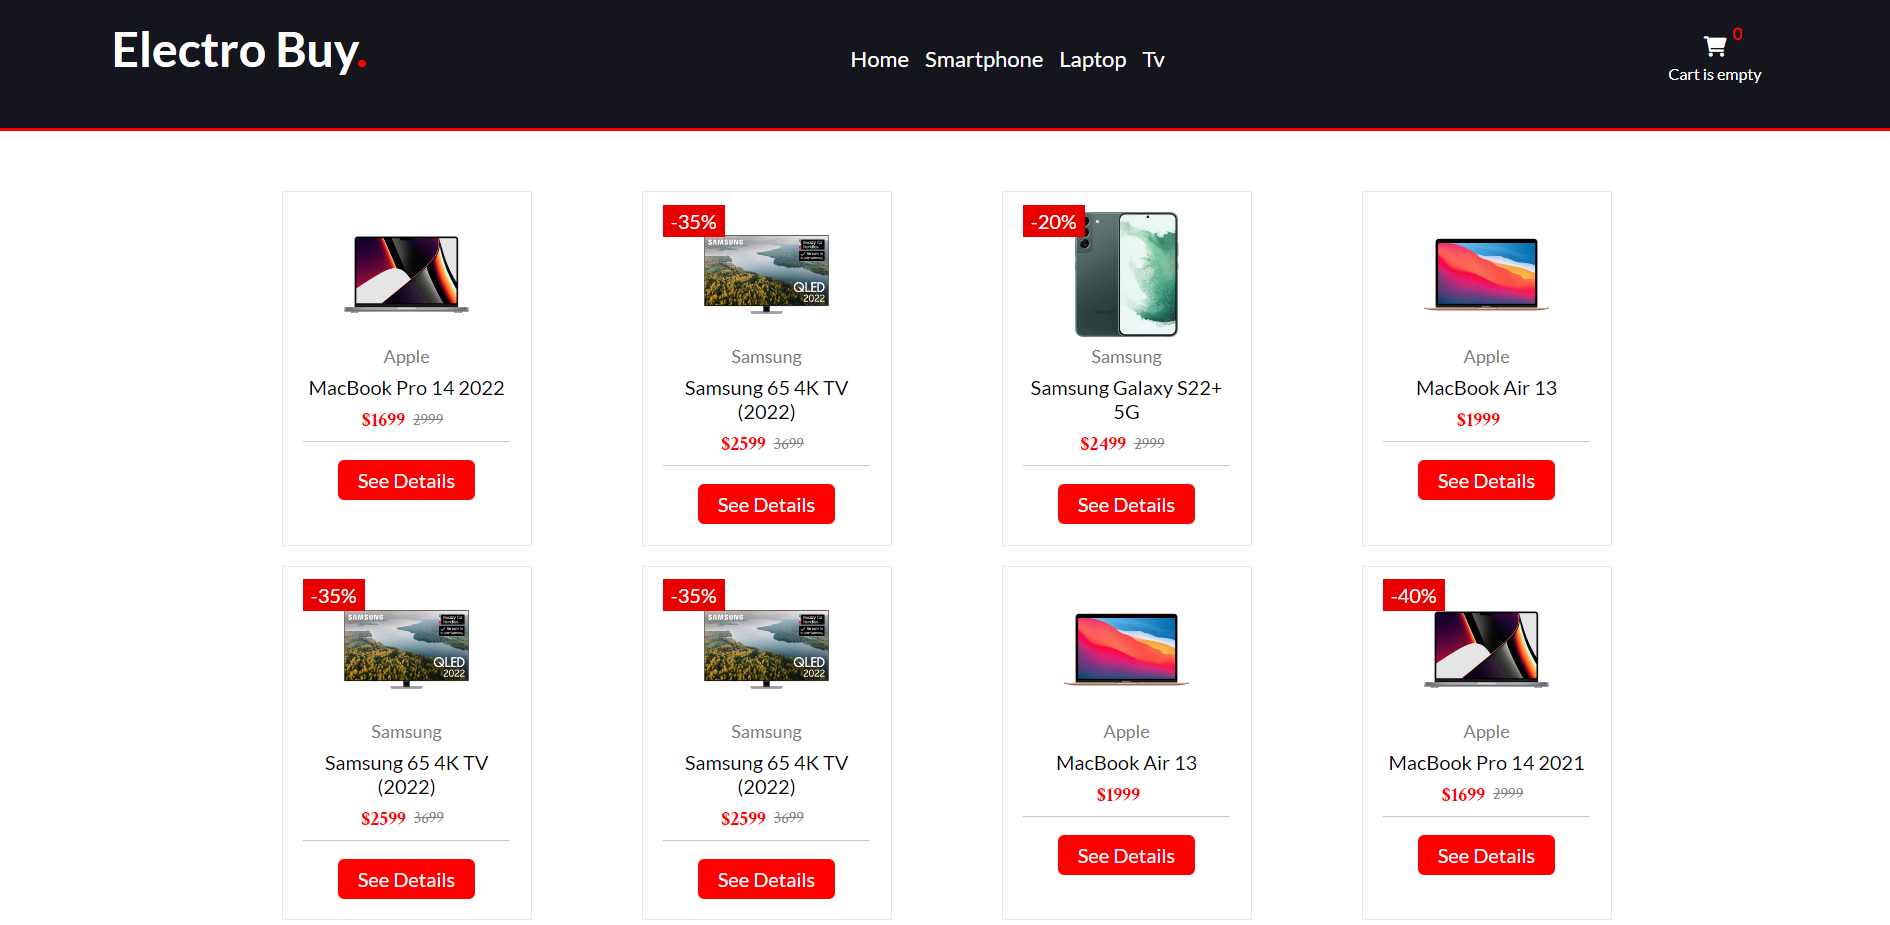 Electro Buy.
Home Smartphone Laptop Tv
0
Cart is empty
Apple
MacBook Pro 14 2022
$1699 2999
See Details
-35%
SAMSUNG
QLED
2022
Samsung
Samsung 65 4K TV
(2022)
$2599 3699
See Details
-20%
Samsung
Samsung Galaxy S22+
5G
$2499 2999
See Details
Apple
MacBook Air 13
$1999
See Details
-35%
SAMSUNG
QLED
2022
Samsung
Samsung 65 4K TV
(2022)
$2599 3699
See Details
-35%
SAMSUNG
QLED
2022
Samsung
Samsung 65 4K TV
(2022)
$2599 3699
See Details
Apple
MacBook Air 13
$1999
See Details
-40%
Apple
MacBook Pro 14 2021
$1699 2999
See Details